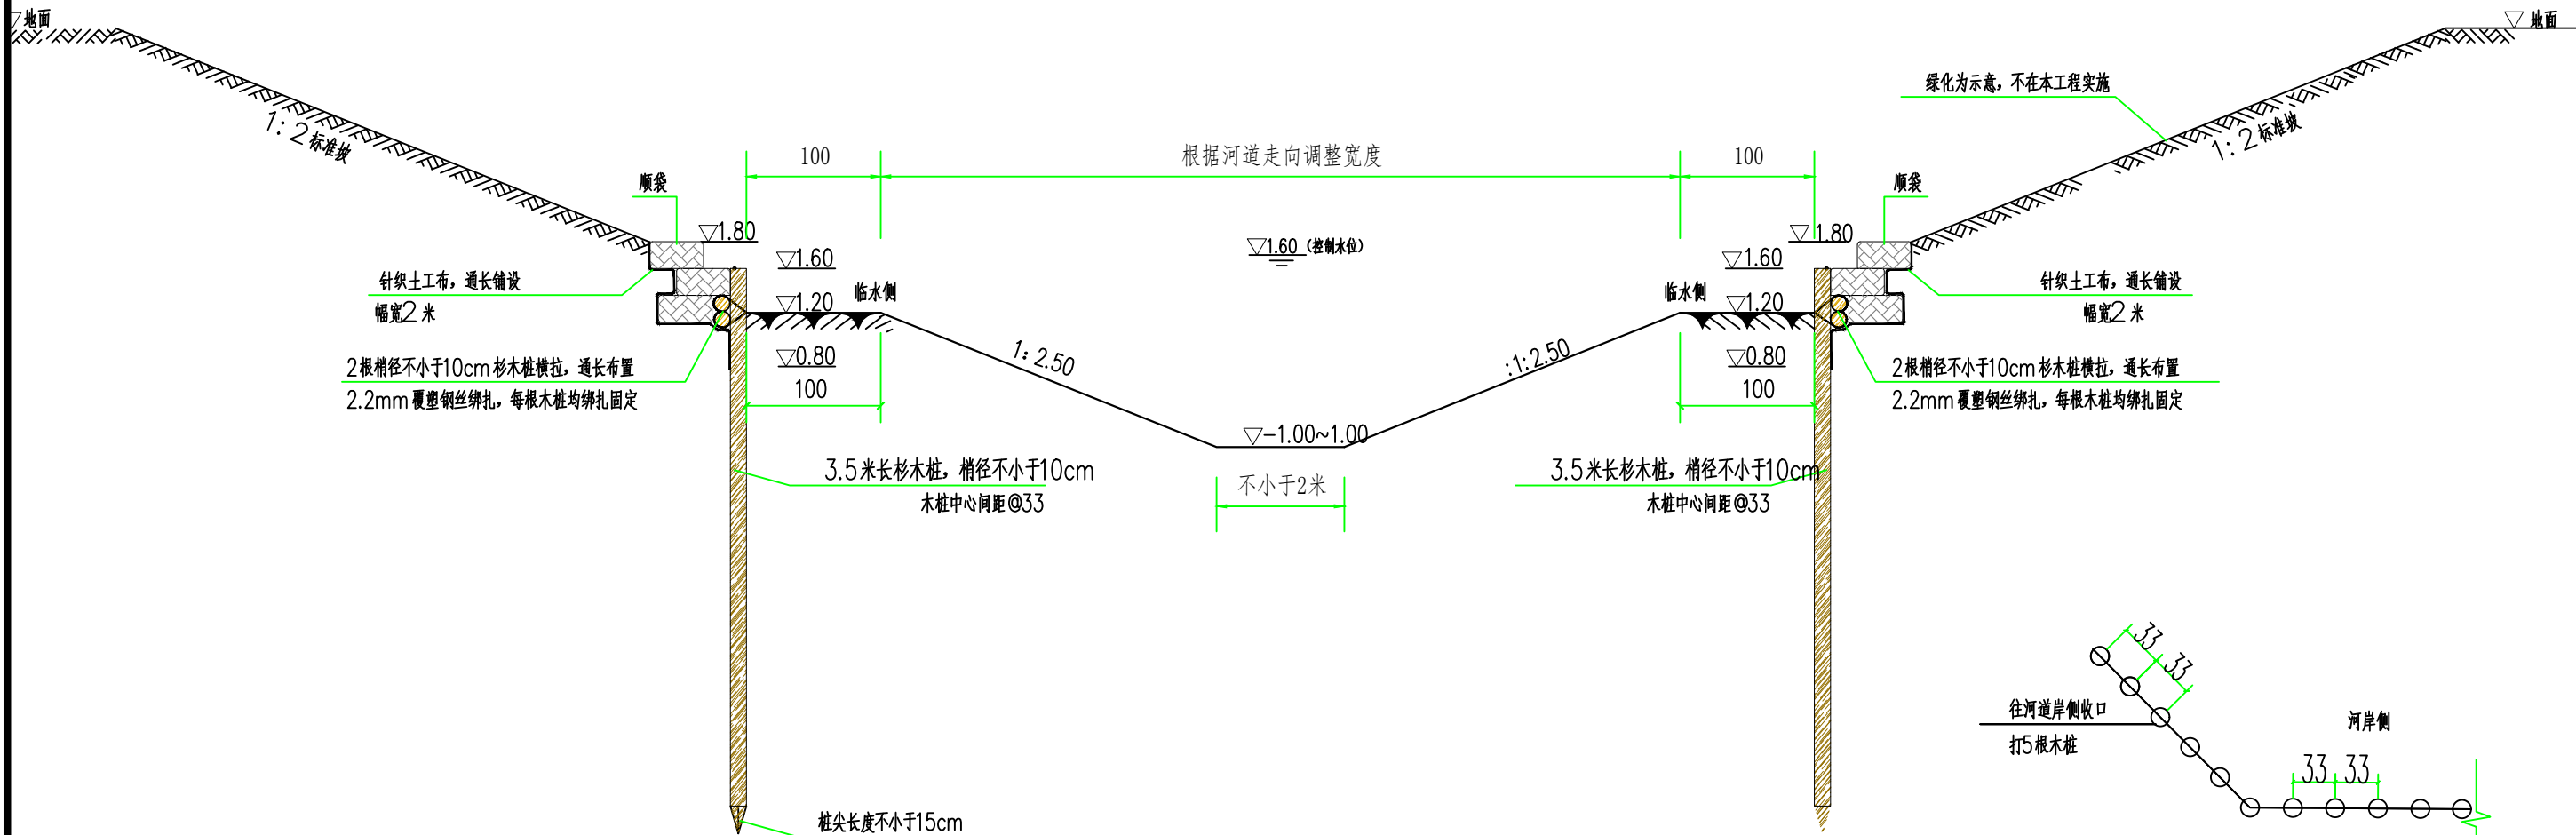 ▽地面
▽ 地面
绿化为示意，不在本工程实施
1：2标准坡
1：2标准坡
100
根据河道走向调整宽度
100
顺袋
顺袋
▽1.80
▽1.60
▽1.60（控制水位）
▽1.80
▽1.60
针织土工布，通长铺设
幅宽2 米
▽1.20
临水侧
临水侧
▽1.20
针织土工布，通长铺设
幅宽2 米
2根梢径不小于10cm杉木桩横拉，通长布置
2.2mm覆塑钢丝绑扎，每根木桩均绑扎固定
▽0.80
100
1：2.50
:1:2.50
▽0.80
100
2根梢径不小于10cm杉木桩横拉，通长布置
2.2mm覆塑钢丝绑扎，每根木桩均绑扎固定
▽-1.00~1.00
3.5米长杉木桩，梢径不小于10cm
木桩中心间距@33
不小于2米
3.5米长杉木桩，梢径不小于10cm
木桩中心间距@33
33
33
往河道岸侧收口
打5根木桩
河岸侧
33
33
桩尖长度不小于15cm